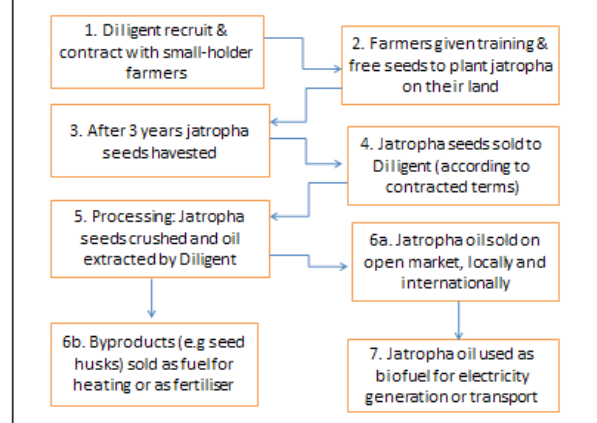 1. Diligent recruit &
contract with small-holder
farmers
2. Farmers given training &
free seeds to plant jatropha
on their land
3. After 3 years jatropha
seeds havested
4. Jatropha seeds sold to
Diligent (according to
contracted terms)
5. Processing: Jatropha
seeds crushed and oil
extracted by Diligent
6a. Jatropha oil sold on
open market, locally and
internationally
6b. Byproducts (e.g seed
husks) sold as fuel for
heating or as fertiliser
7. Jatropha oil used as
biofuel for electricity
generation or transport